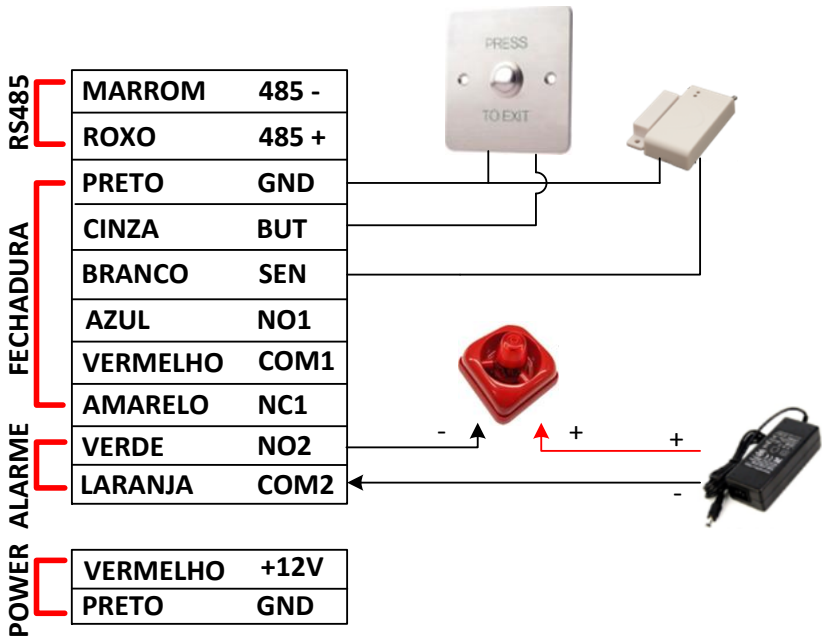 PRESS
TO EXIT
RS485
MARROM 485 -
ROXO 485 +
FECHADURA
PRETO GND
CINZA BUT
BRANCO SEN
AZUL NO1
VERMELHO COM1
AMARELO NC1
ALARME
VERDE NO2
- + +
LARANJA COM2
-
POWER
VERMELHO +12V
PRETO GND